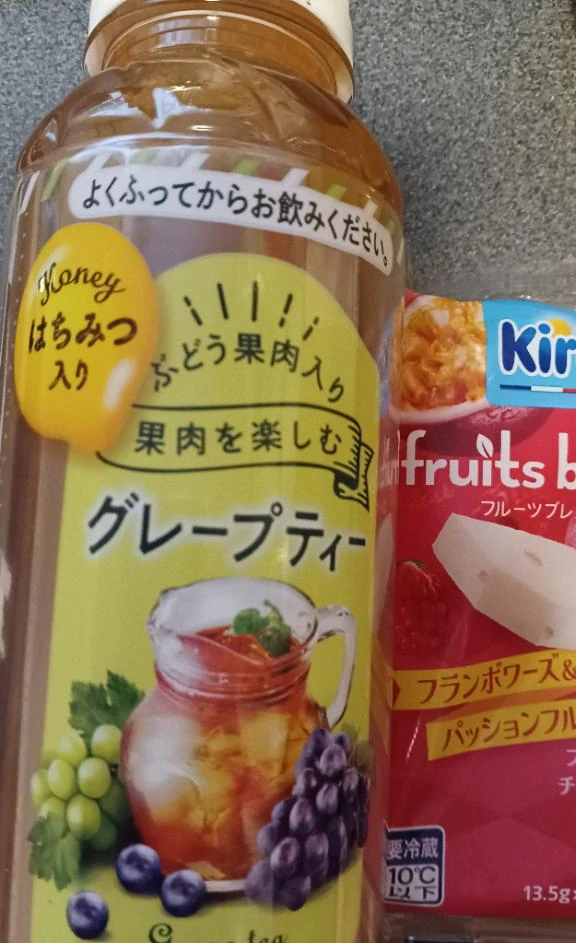 よくふってからお飲みください。
Honey
はちみつ
入り
ぶどう果肉入り
果肉を楽しむ
グレープティー
Kir
fruits b
フルーツブレ
フランボワーズ&
パッションフル
チ
要冷蔵
10℃
以下
13.5g×